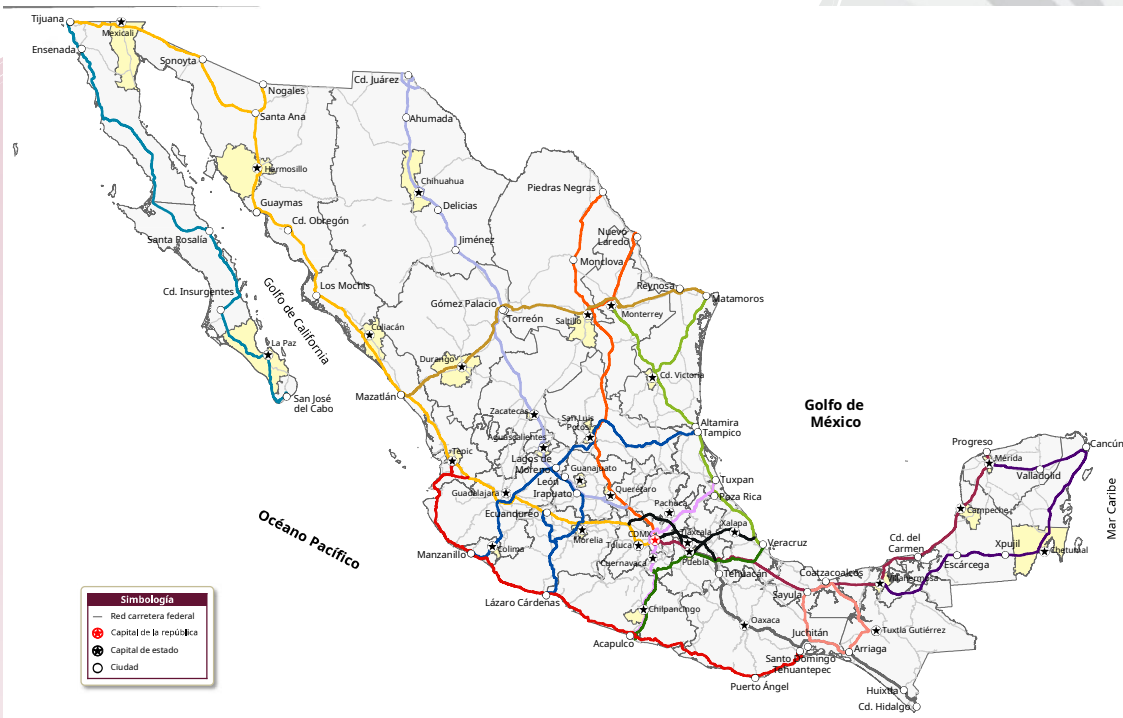 Tijuana
Mexicali
Ensenada
Sonoyta
Nogales
Cd. Juárez
Santa Ana
Ahumada
Hermosillo
Chihuahua
Piedras Negras
Guaymas
Delicias
Cd. Obregón
Nuevo
Laredo
Santa Rosalía
Jiménez
Monclova
Cd. Insurgentes
Golfo de California
Los Mochis
Reynosa
Matamoros
Gómez Palacio
Torreón
Saltillo
Monterrey
Culiacán
La Paz
Durango
Cd. Victoria
San José
del Cabo
Mazatlán
Golfo de
México
Zacatecas
San Luis
Potosí
Altamira
Tampico
Aguascalientes
Tepic
Lagos de
Moreno
Guanajuato
León
Irapuato
Guadalajara
Querétaro
Tuxpan
Poza Rica
Pachuca
Progreso
Mérida
Cancún
Valladolid
Campeche
Mar Caribe
Océano Pacífico
Ecuandureo
Morelia
CDMX
Toluca
Tlaxcala
Xalapa
Veracruz
Manzanillo
Colima
Cuernavaca
Puebla
Tehuacán
Coatzacoalcos
Cd. del
Carmen
Xpujil
Chetumal
Escárcega
Villahermosa
Lázaro Cárdenas
Chilpancingo
Sayula
Oaxaca
Juchitán
Tuxtla Gutiérrez
Acapulco
Santo Domingo
Tehuantepec
Arriaga
Puerto Ángel
Huixtla
Cd. Hidalgo
Simbología
Red carretera federal
Capital de la república
Capital de estado
Ciudad